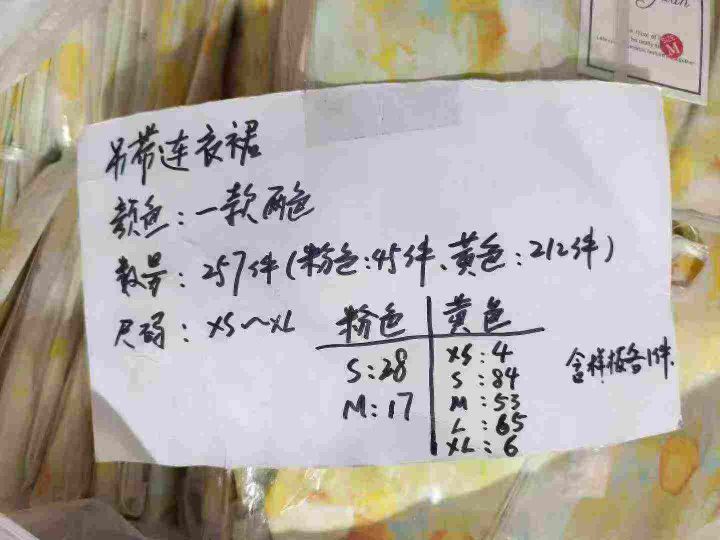 吊带连衣裙
颜色：一款两色
数量：257件（粉色：45件、黄色：212件）
尺码：XS～XL
粉色
S：28
M：17
黄色
XS：4
S：84
M：53
L：65
XL：6
含样板各1件.